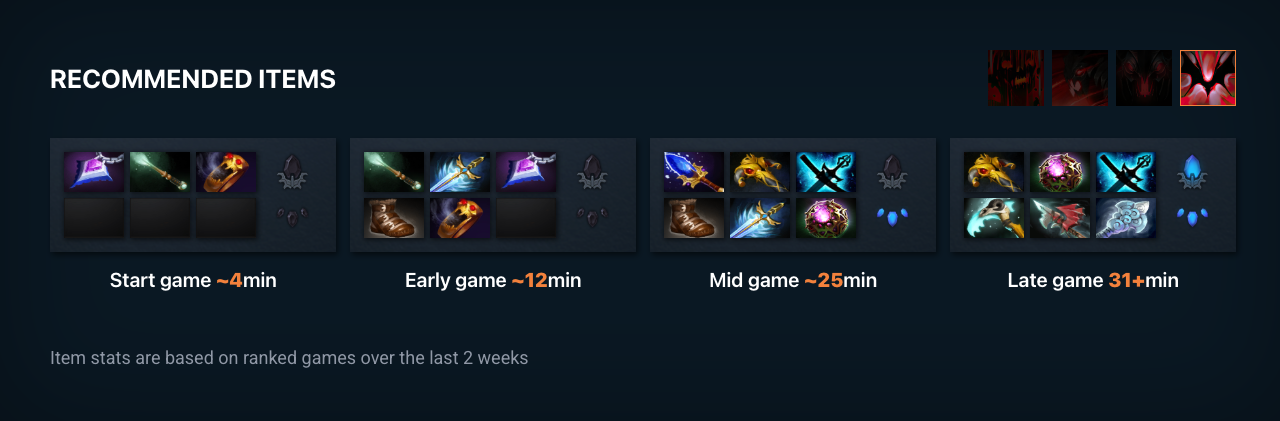 RECOMMENDED ITEMS
Start game ~4min
Early game ~12min
Mid game ~25min
Late game 31+min
Item stats are based on ranked games over the last 2 weeks